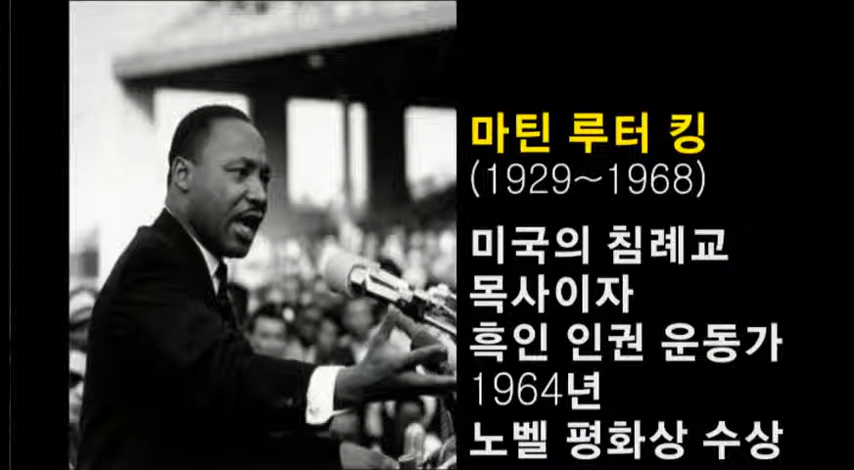 마틴 루터 킹
(1929~1968)
미국의 침례교
목사이자
흑인 인권 운동가
1964년
노벨 평화상 수상